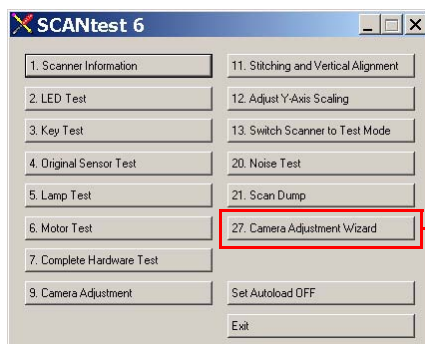 SCANtest 6
1. Scanner Information
2. LED Test
3. Key Test
4. Original Sensor Test
5. Lamp Test
6. Motor Test
7. Complete Hardware Test
9. Camera Adjustment
11. Stitching and Vertical Alignment
12. Adjust Y-Axis Scaling
13. Switch Scanner to Test Mode
20. Noise Test
21. Scan Dump
27. Camera Adjustment Wizard
Set Autoload OFF
Exit